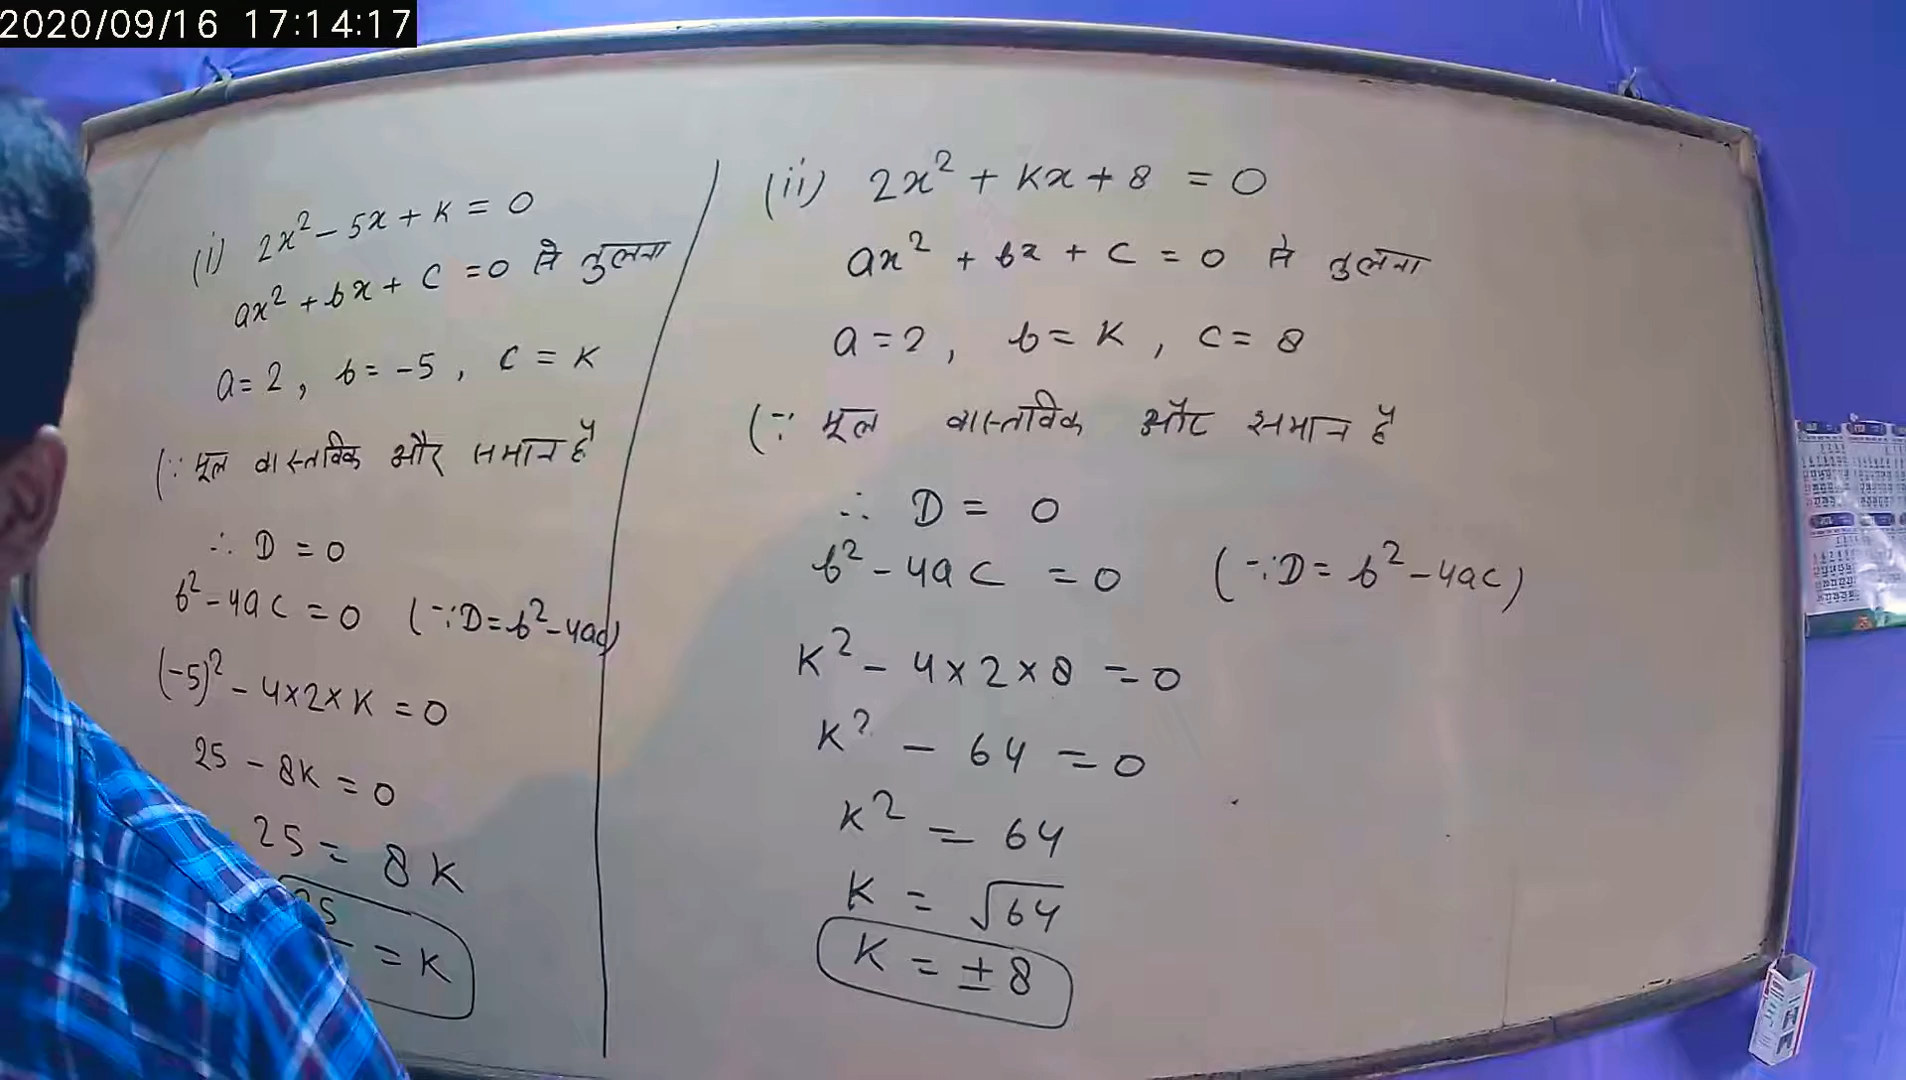 2020/09/16 17:14:17
(i) 2x² - 5x + K = 0
ax² + bx + C = 0 से तुलना
a = 2 , b = -5 , C = K
(∵ मूल वास्तविक और समान हैं
∴ D = 0
b² - 4ac = 0 (∵ D = b² - 4ac)
(-5)² - 4×2×K = 0
25 - 8K = 0
25 = 8K
= K
(ii) 2x² + Kx + 8 = 0
ax² + bx + C = 0 से तुलना
a = 2 , b = K , C = 8
(∵ मूल वास्तविक और समान हैं
∴ D = 0
b² - 4ac = 0 (∵ D = b² - 4ac)
K² - 4×2×8 = 0
K² - 64 = 0
K² = 64
K = √64
K = ±8